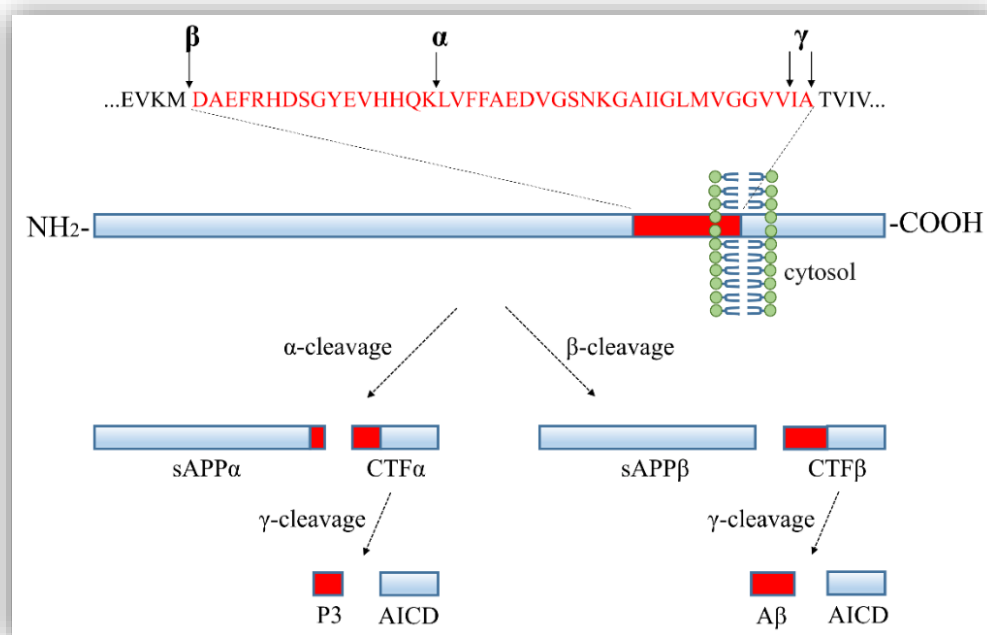 β α γ
...EVKM DAEFRHDSGYEVHHQKLVFFAEDVGSNKGAIIGLMVGGVVIA TVIV...
NH2- -COOH
cytosol
α-cleavage β-cleavage
sAPPα CTFα sAPPβ CTFβ
γ-cleavage γ-cleavage
P3 AICD Aβ AICD